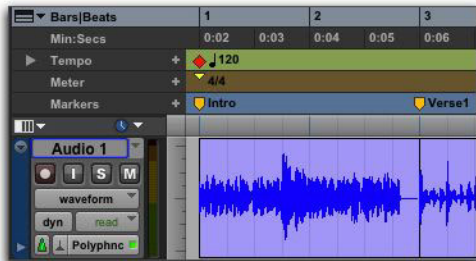 Bars|Beats 1 2 3
Min:Secs 0:02 0:03 0:04 0:05 0:06
Tempo + 120
Meter + 4/4
Markers + Intro Verse1
Audio 1
I S M
waveform
dyn read
Polyphnc